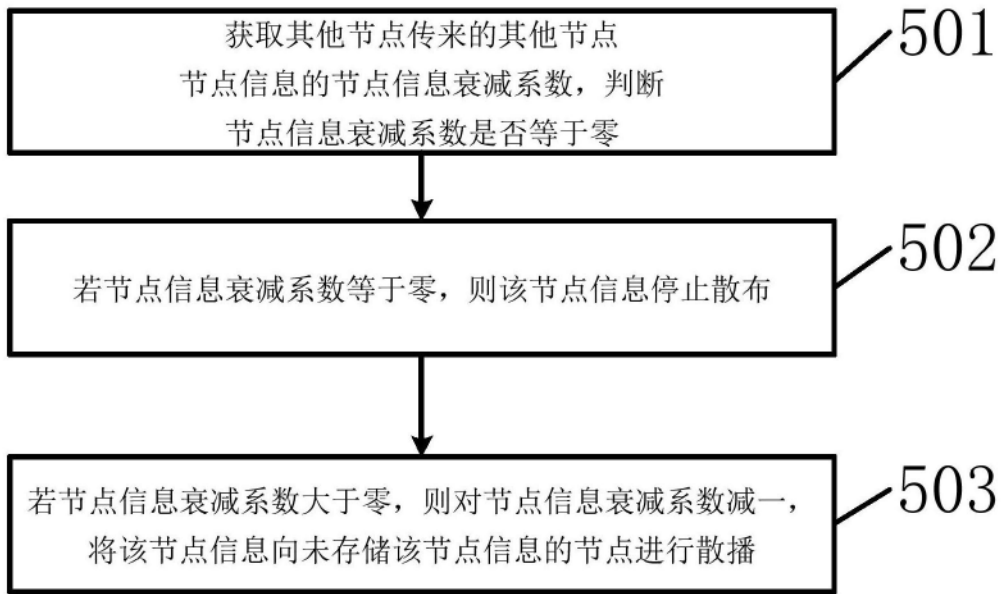 获取其他节点传来的其他节点
节点信息的节点信息衰减系数，判断
节点信息衰减系数是否等于零
501
若节点信息衰减系数等于零，则该节点信息停止散布
502
若节点信息衰减系数大于零，则对节点信息衰减系数减一，
将该节点信息向未存储该节点信息的节点进行散播
503